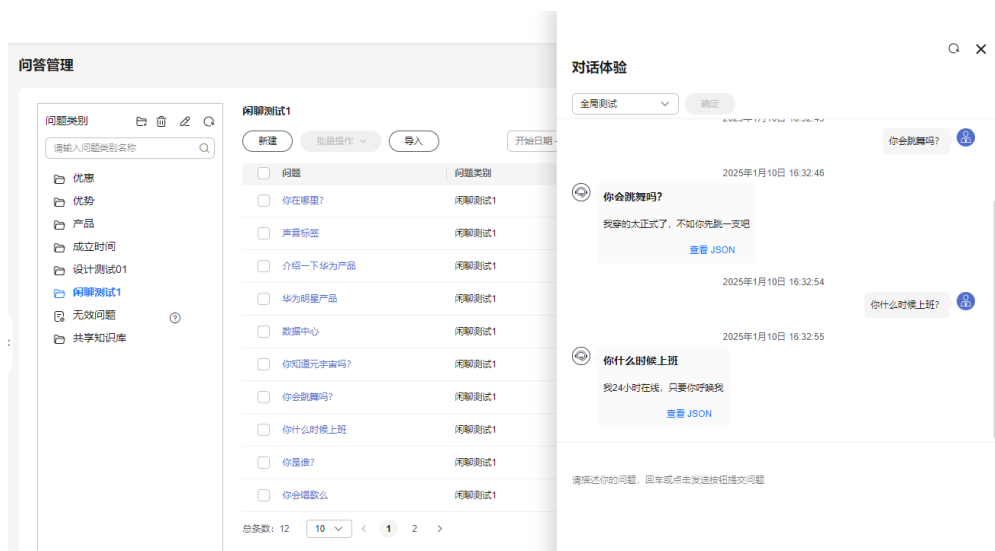 问答管理
问题类别
请输入问题类别名称
优惠
优势
产品
成立时间
设计测试01
闲聊测试1
无效问题
共享知识库
闲聊测试1
新建
批量操作
导入
开始日期 -
问题
问题类别
你在哪里?
闲聊测试1
声音标签
闲聊测试1
介绍一下华为产品
闲聊测试1
华为明星产品
闲聊测试1
数据中心
闲聊测试1
你知道元宇宙吗?
闲聊测试1
你会跳舞吗?
闲聊测试1
你什么时候上班
闲聊测试1
你是谁?
闲聊测试1
你会唱歌么
闲聊测试1
总条数: 12
10
1
2
对话体验
全局测试
确定
你会跳舞吗?
2025年1月10日 16:32:46
你会跳舞吗?
我穿的太正式了，不如你先跳一支吧
查看 JSON
2025年1月10日 16:32:54
你什么时候上班?
2025年1月10日 16:32:55
你什么时候上班
我24小时在线，只要你呼唤我
查看 JSON
请描述你的问题，回车或点击发送按钮提交问题